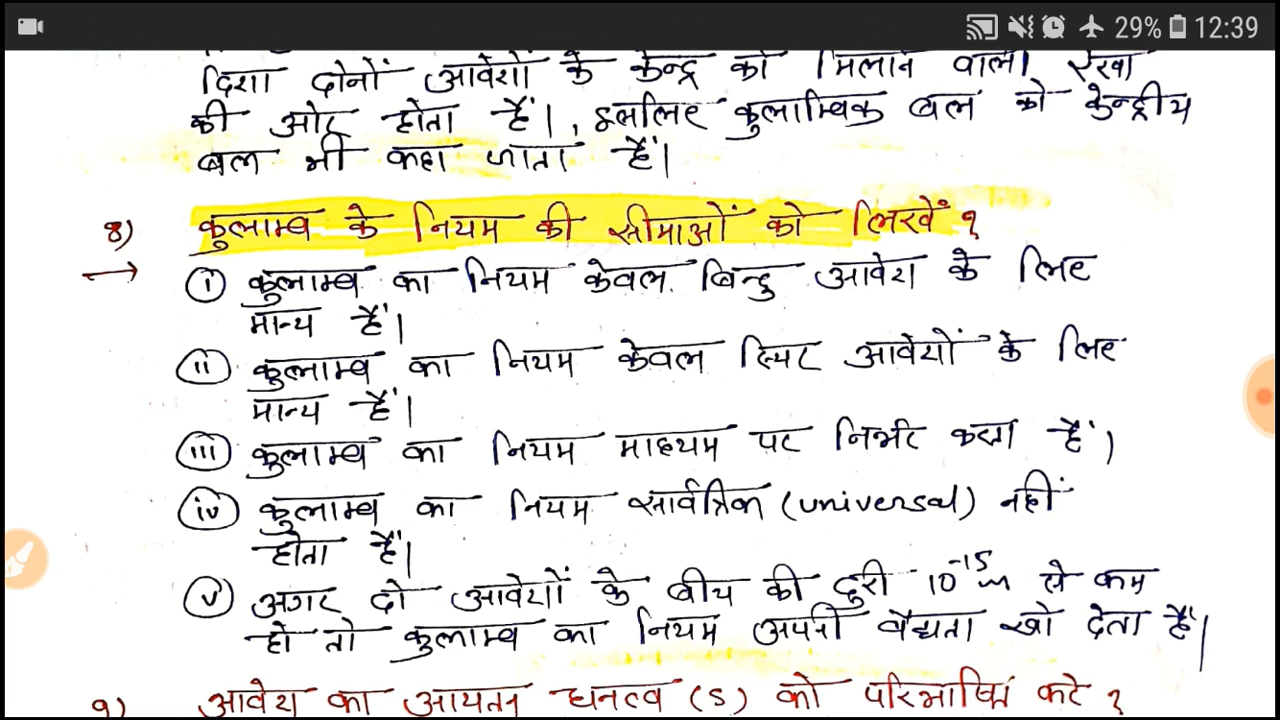 29% 12:39
दिशा दोनों आवेशों के केन्द्र को मिलाने वाली रेखा
की ओर होता हैं।, इसलिए कुलाम्बिक बल को केन्द्रीय
बल भी कहा जाता हैं।
8) कुलाम्ब के नियम की सीमाओं को लिखें ?
→ (i) कुलाम्ब का नियम केवल बिन्दु आवेश के लिए
मान्य हैं।
(ii) कुलाम्ब का नियम केवल स्थिर आवेशों के लिए
मान्य हैं।
(iii) कुलाम्ब का नियम माध्यम पर निर्भर करता हैं।
(iv) कुलाम्ब का नियम सार्वत्रिक (universal) नहीं
होता हैं।
(v) अगर दो आवेशों के बीच की दुरी 10⁻¹⁵ m से कम
हो तो कुलाम्ब का नियम अपनी वैद्यता खो देता हैं।
9) आवेश का आयतन घनत्व (S) को परिभाषित करें ?